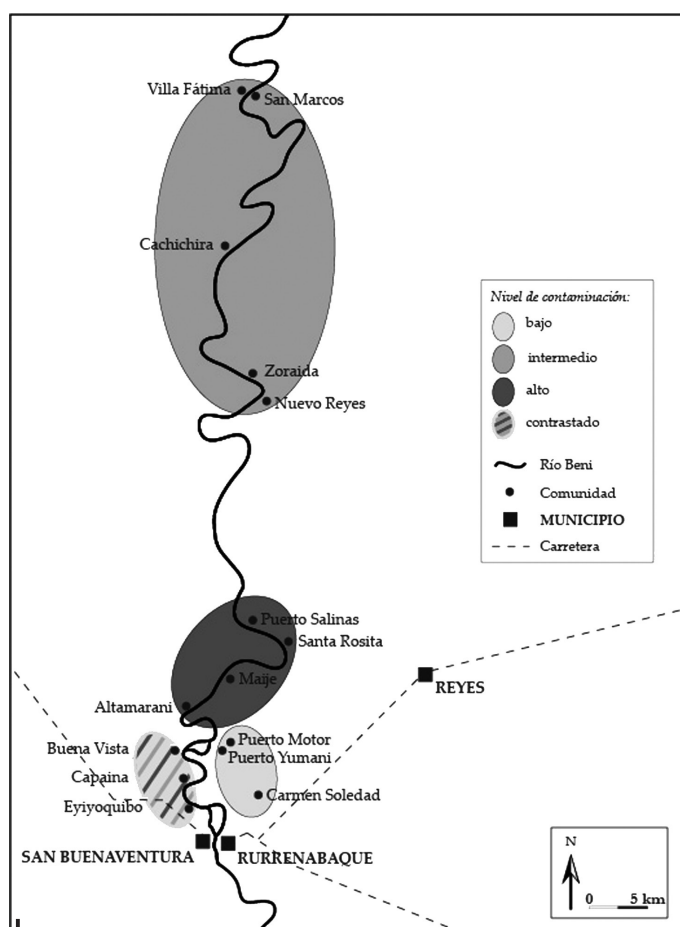 Villa Fátima
San Marcos
Cachichira
Zoraida
Nuevo Reyes
Nivel de contaminación:
bajo
intermedio
alto
contrastado
Río Beni
Comunidad
MUNICIPIO
Carretera
Puerto Salinas
Santa Rosita
Maije
REYES
Altamarani
Puerto Motor
Buena Vista
Puerto Yumani
Capaina
Carmen Soledad
Eyiyoquibo
SAN BUENAVENTURA
RURRENABAQUE
N
0 5 km